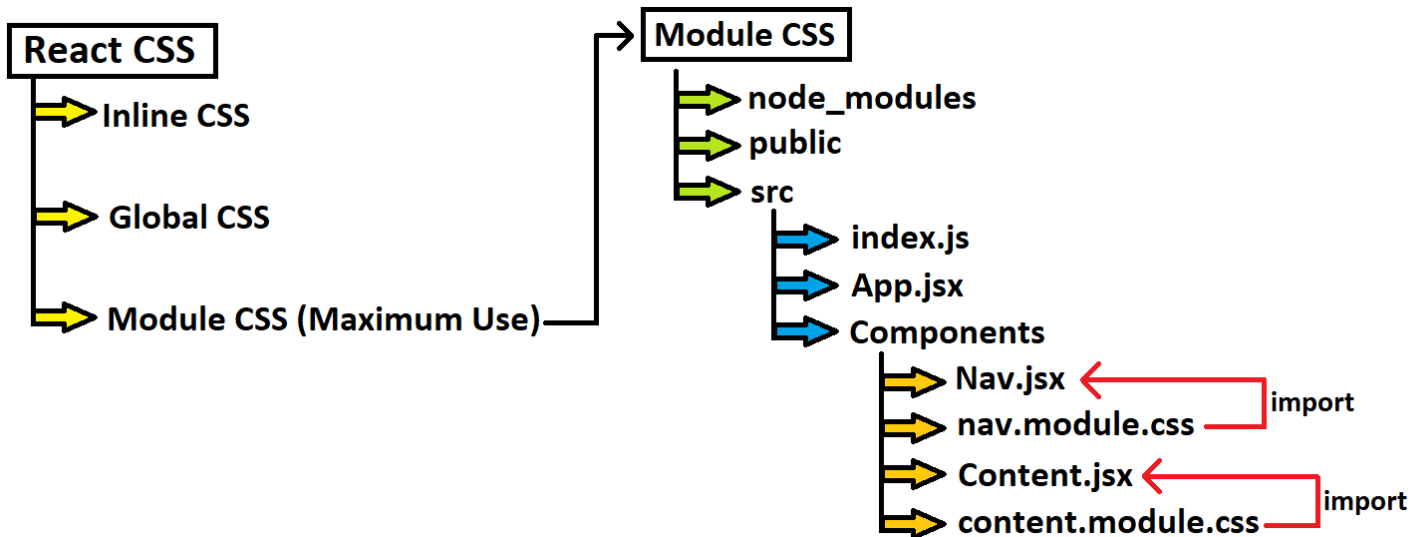 React CSS
Inline CSS
Global CSS
Module CSS (Maximum Use)
Module CSS
node_modules
public
src
index.js
App.jsx
Components
Nav.jsx
import
nav.module.css
Content.jsx
import
content.module.css